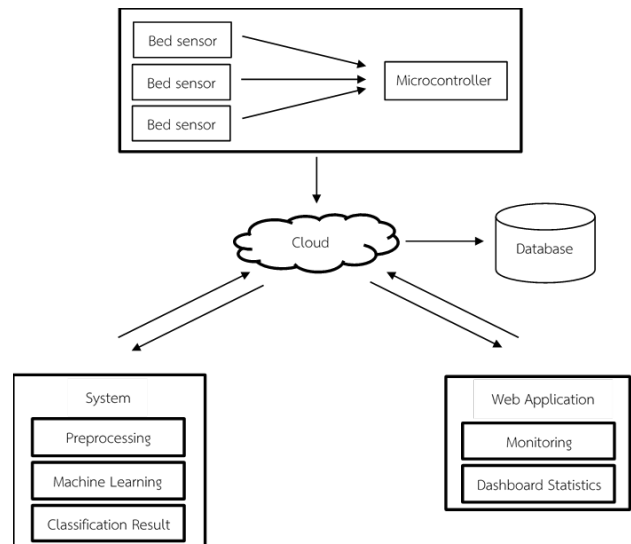 Bed sensor
Bed sensor
Bed sensor
Microcontroller
Cloud
Database
System
Preprocessing
Machine Learning
Classification Result
Web Application
Monitoring
Dashboard Statistics